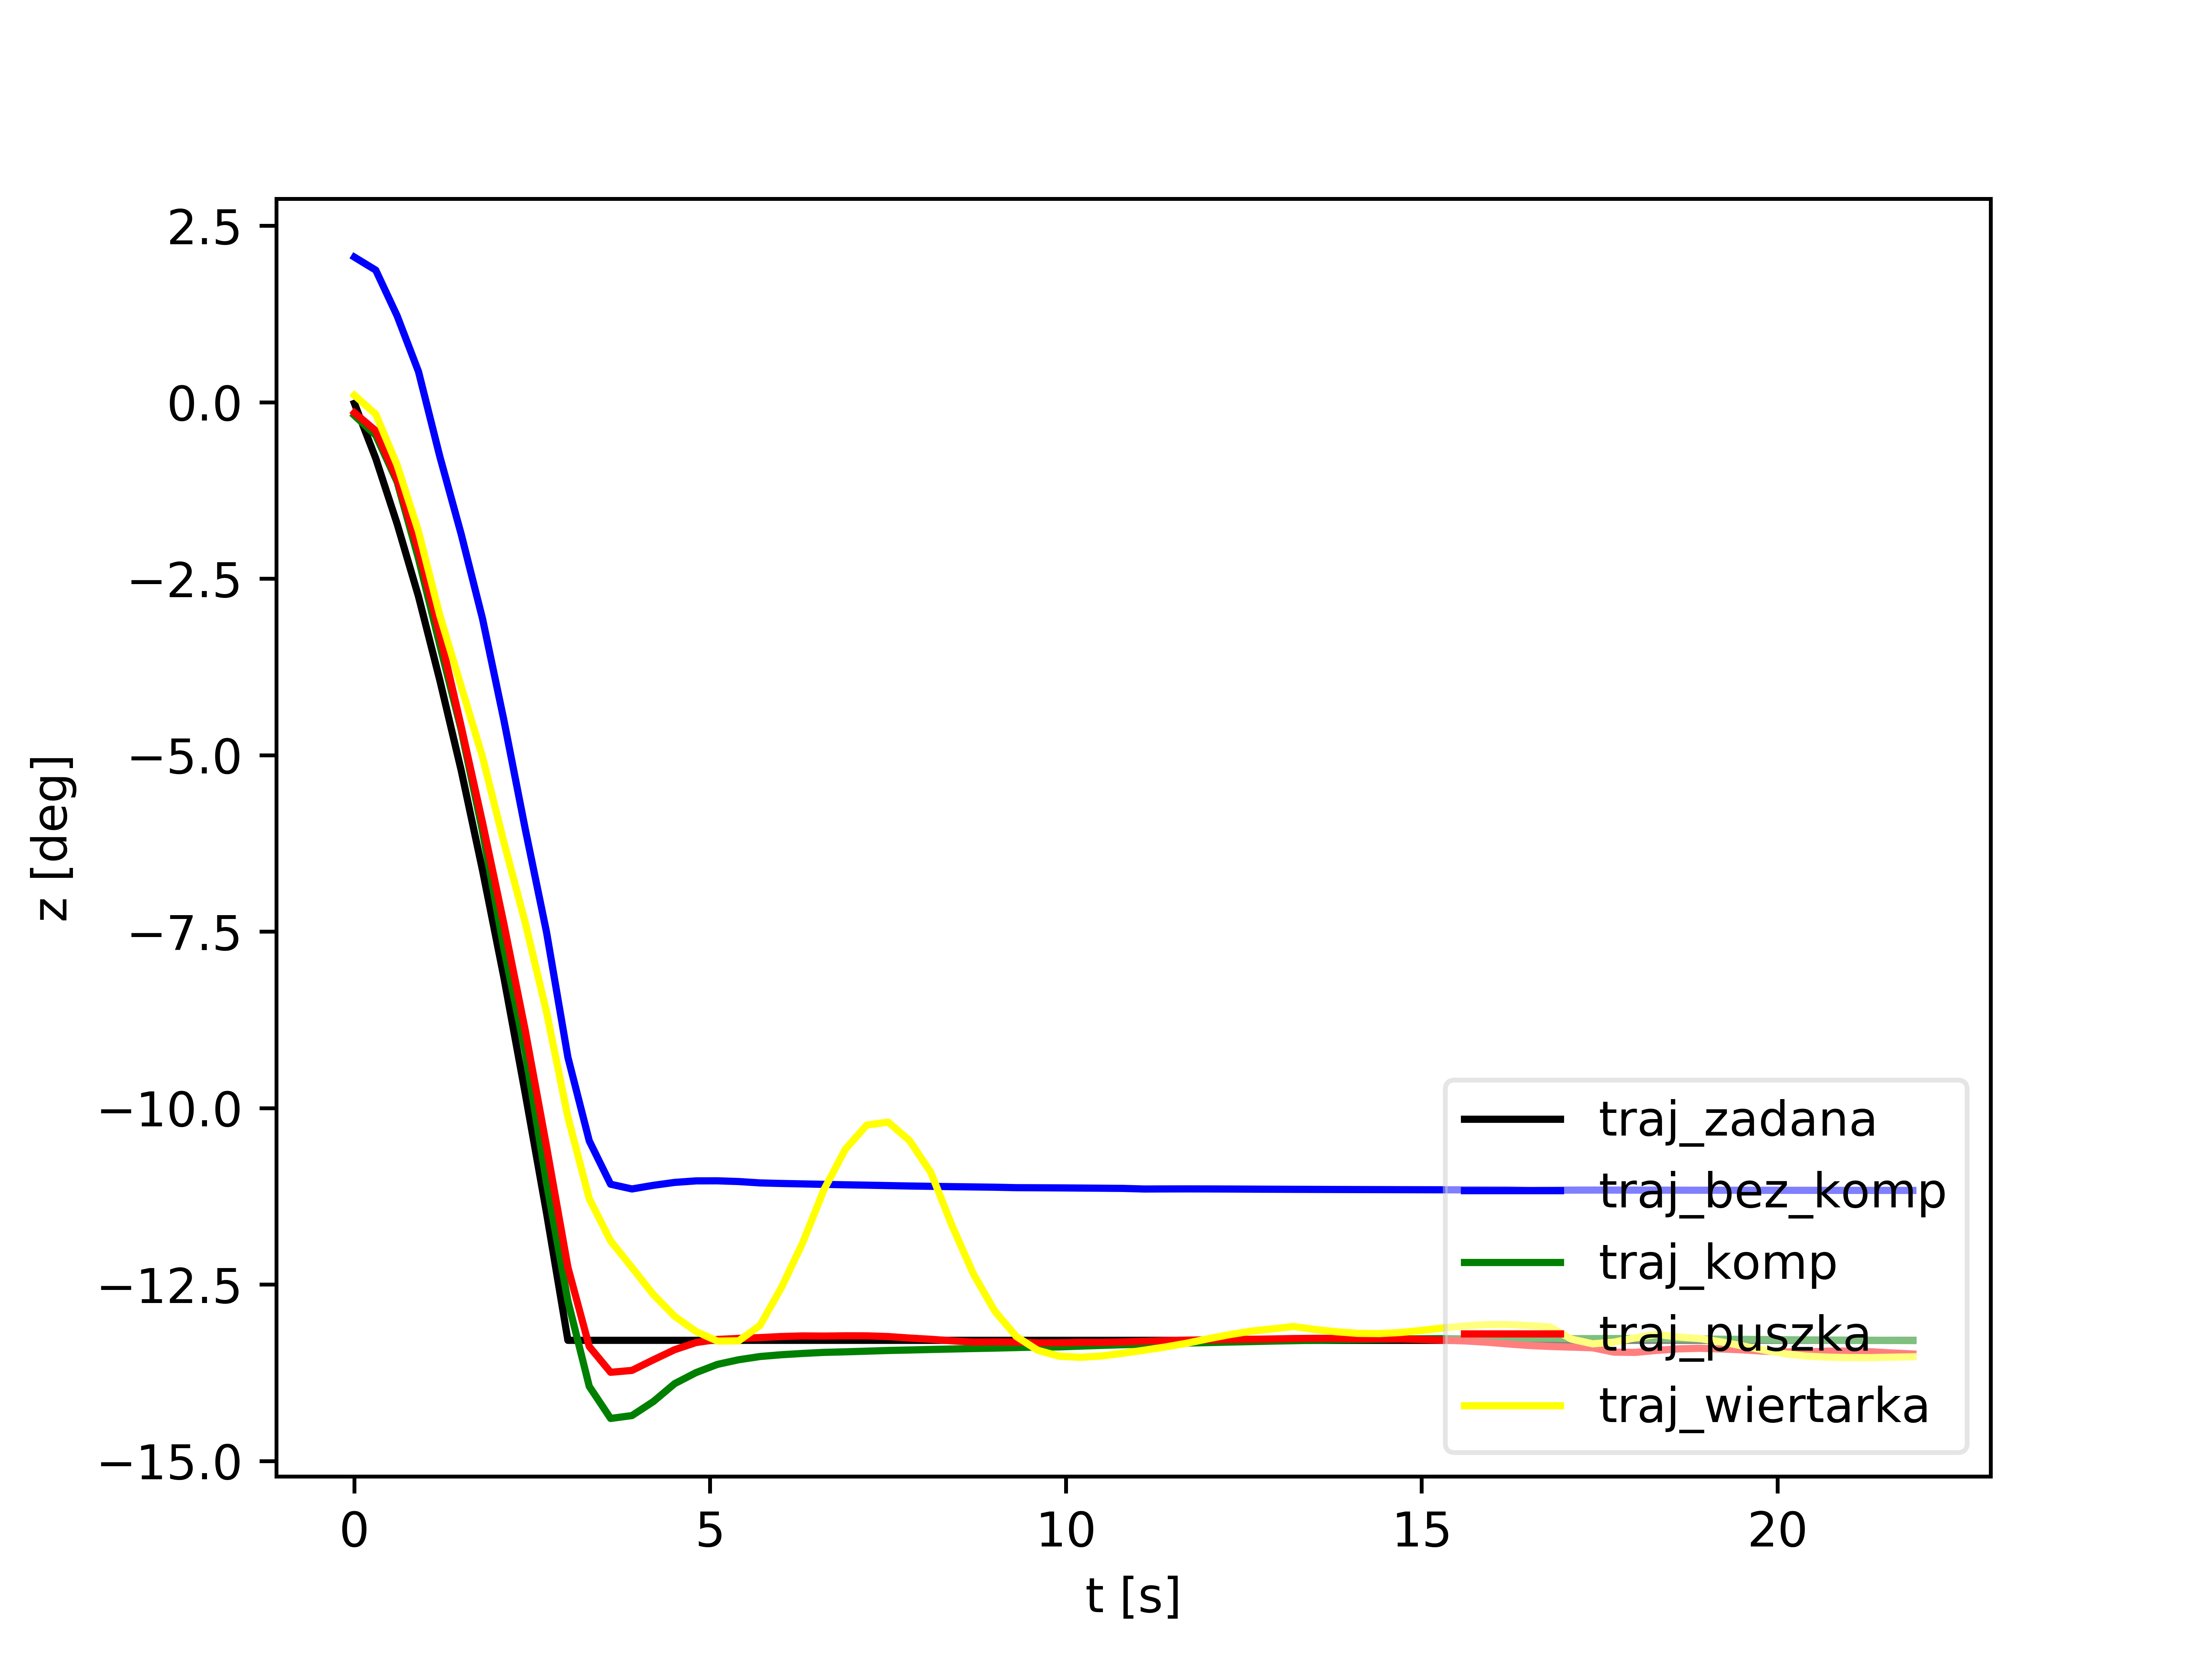 2.5
0.0
−2.5
−5.0
−7.5
−10.0
−12.5
−15.0
z [deg]
0 5 10 15 20
t [s]
traj_zadana
traj_bez_komp
traj_komp
traj_puszka
traj_wiertarka